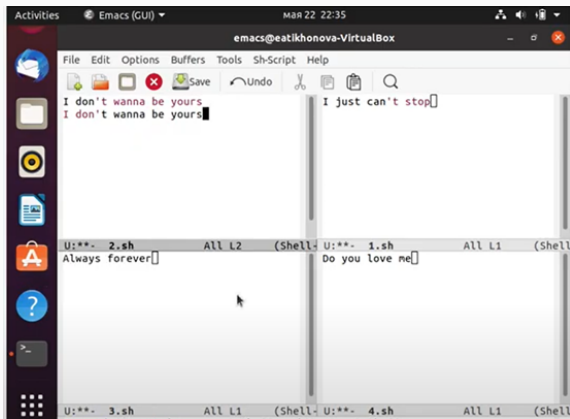 Activities Emacs (GUI) мая 22 22:35
emacs@eatikhonova-VirtualBox
File Edit Options Buffers Tools Sh-Script Help
Save Undo
I don't wanna be yours
I don't wanna be yours
I just can't stop
U:**- 2.sh All L2 (Shell-
U:**- 1.sh All L1 (Shell
Always forever
Do you love me
U:**- 3.sh All L1 (Shell-
U:**- 4.sh All L1 (Shell